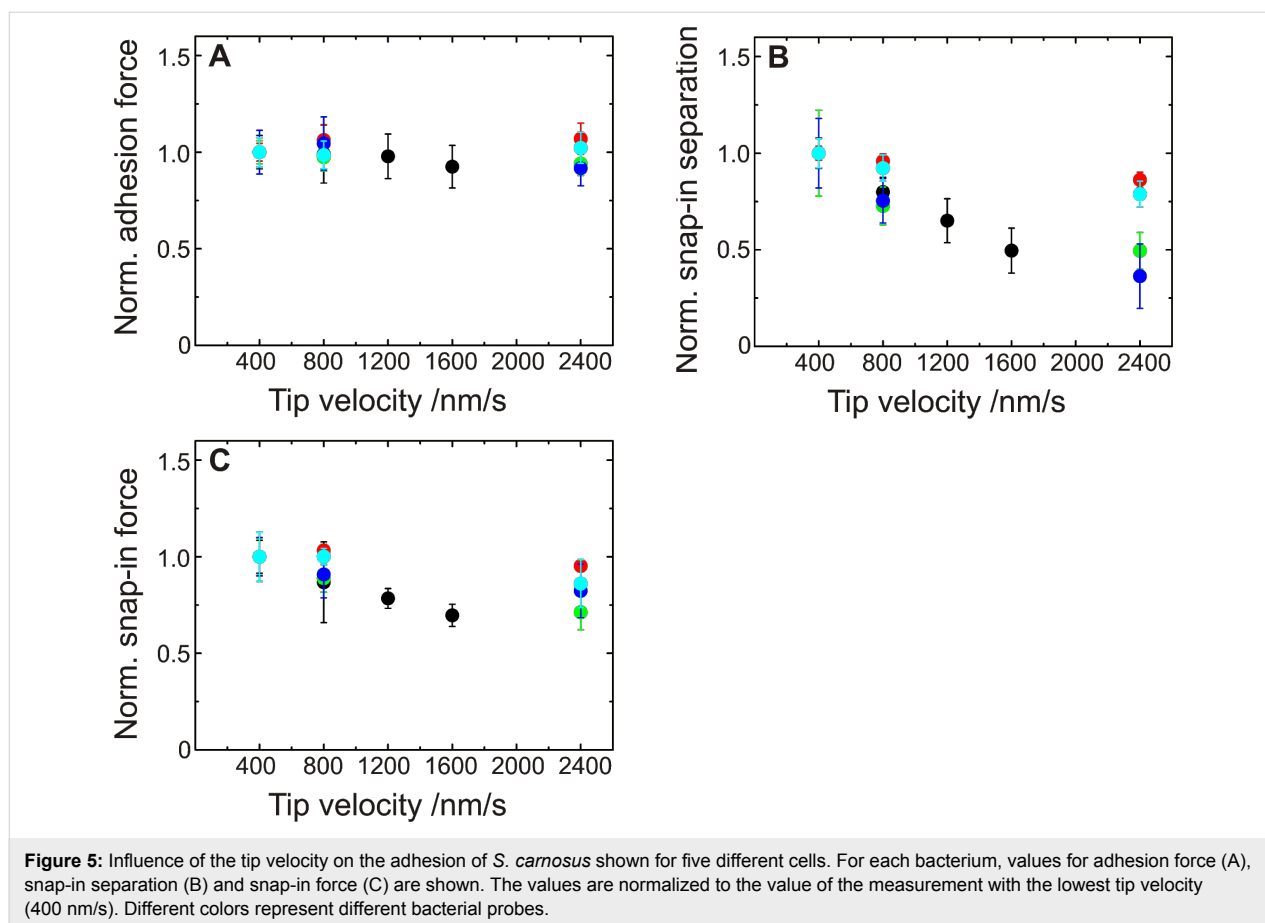 A
Norm. adhesion force
1.5
1.0
0.5
0
400 800 1200 1600 2000 2400
Tip velocity /nm/s
B
Norm. snap-in separation
1.5
1.0
0.5
0
400 800 1200 1600 2000 2400
Tip velocity /nm/s
C
Norm. snap-in force
1.5
1.0
0.5
0
400 800 1200 1600 2000 2400
Tip velocity /nm/s
Figure 5: Influence of the tip velocity on the adhesion of S. carnosus shown for five different cells. For each bacterium, values for adhesion force (A),
snap-in separation (B) and snap-in force (C) are shown. The values are normalized to the value of the measurement with the lowest tip velocity
(400 nm/s). Different colors represent different bacterial probes.